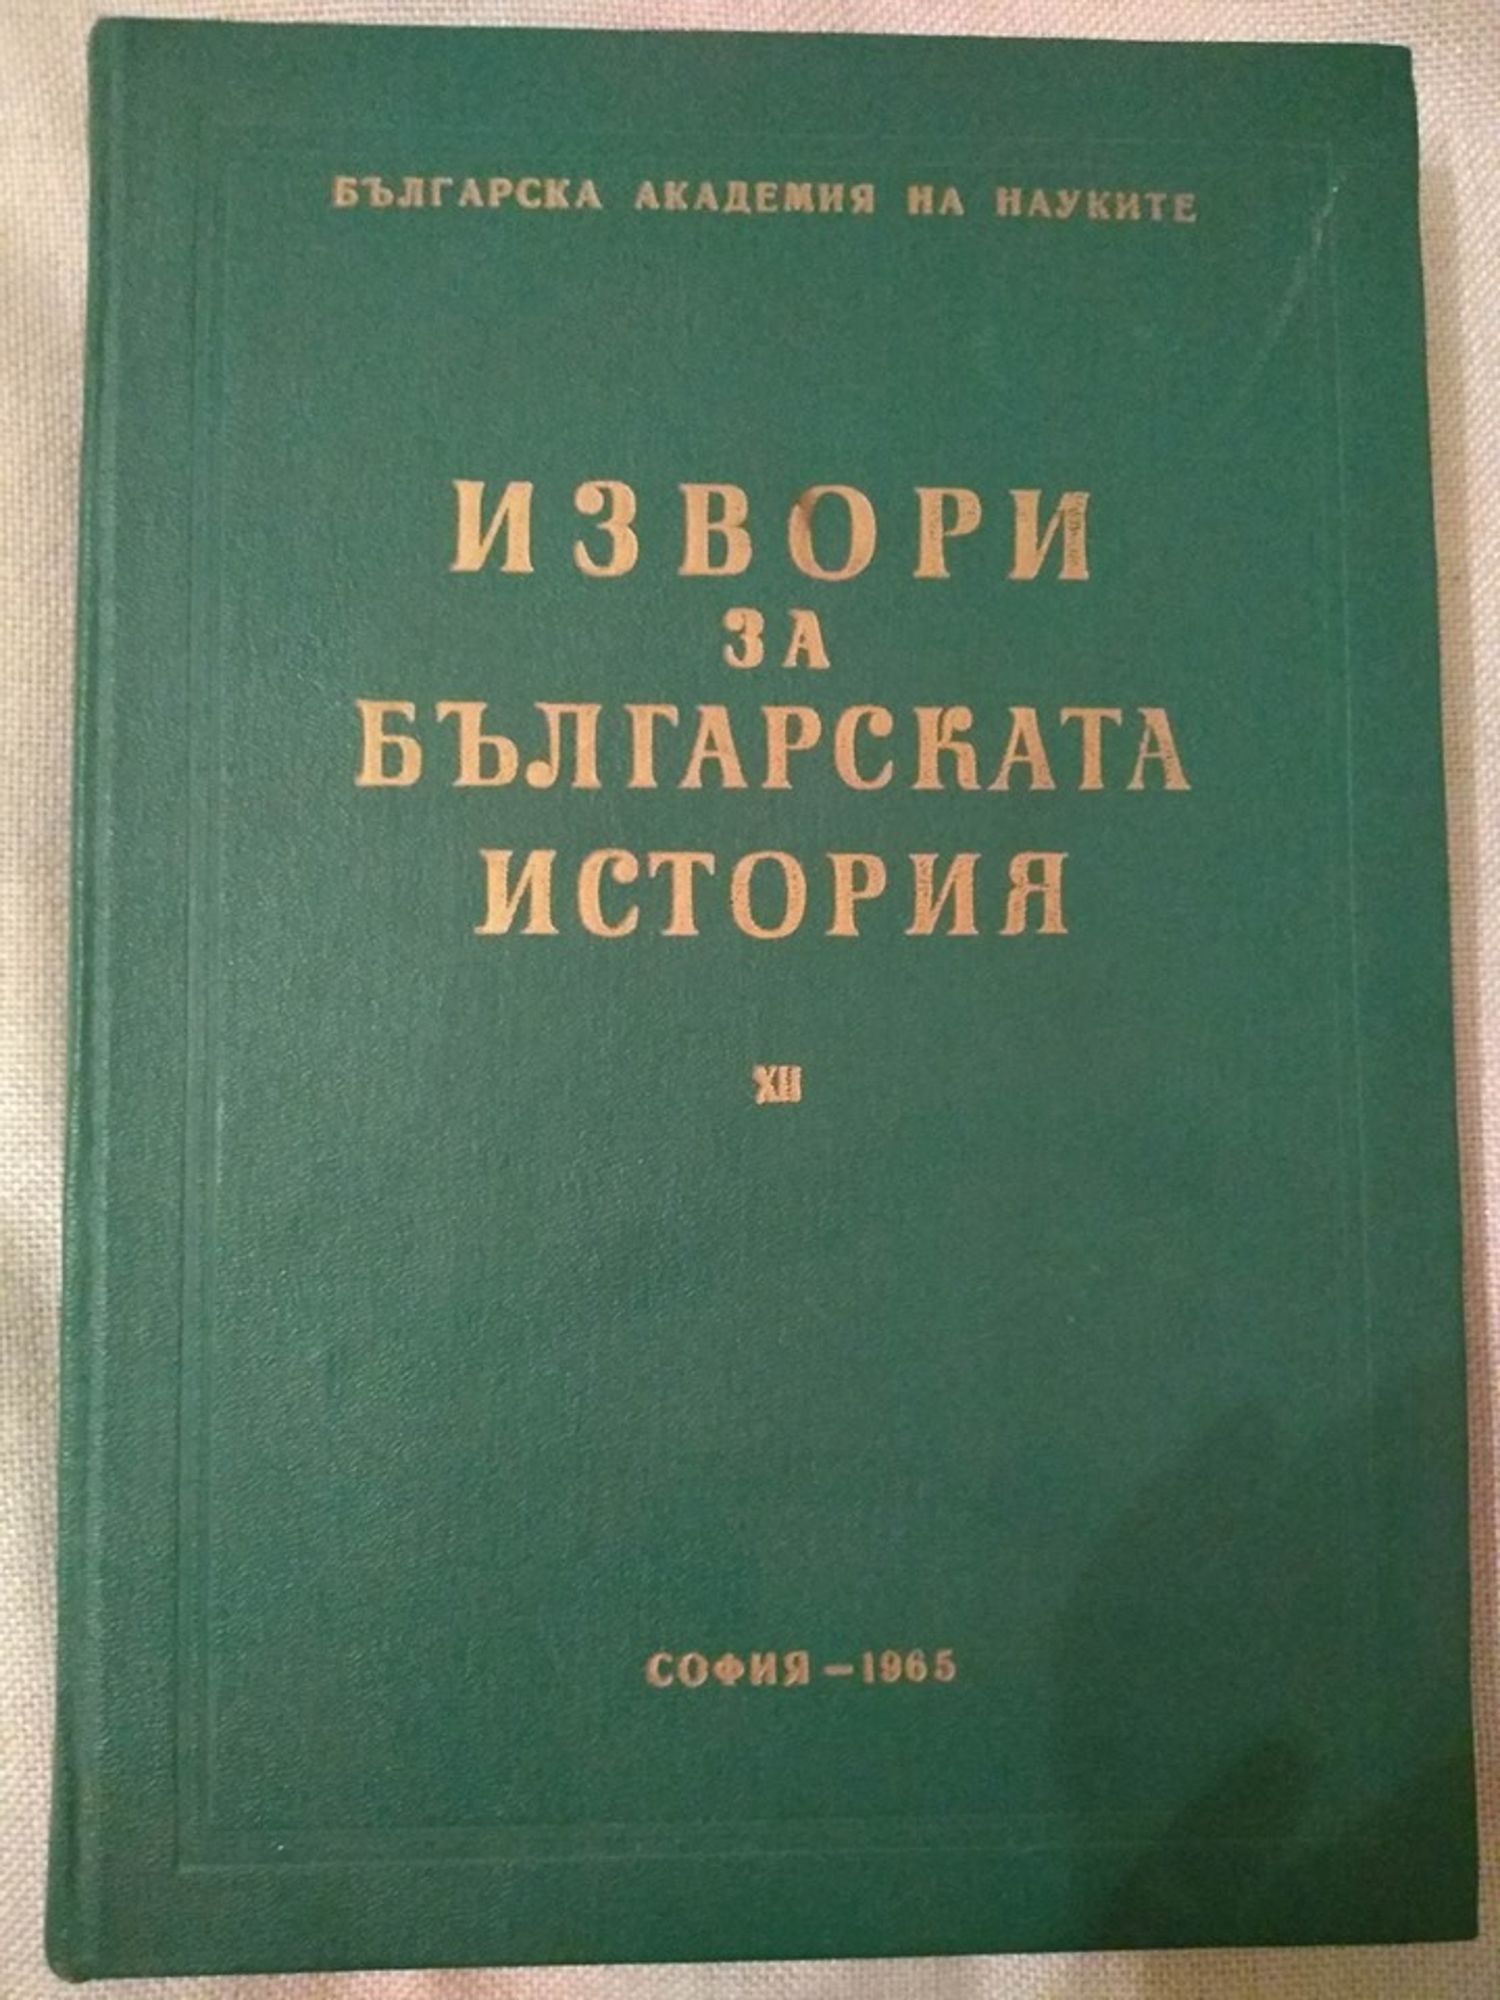 БЪЛГАРСКА АКАДЕМИЯ НА НАУКИТЕ
ИЗВОРИ
ЗА
БЪЛГАРСКАТА
ИСТОРИЯ
XII
СОФИЯ – 1965